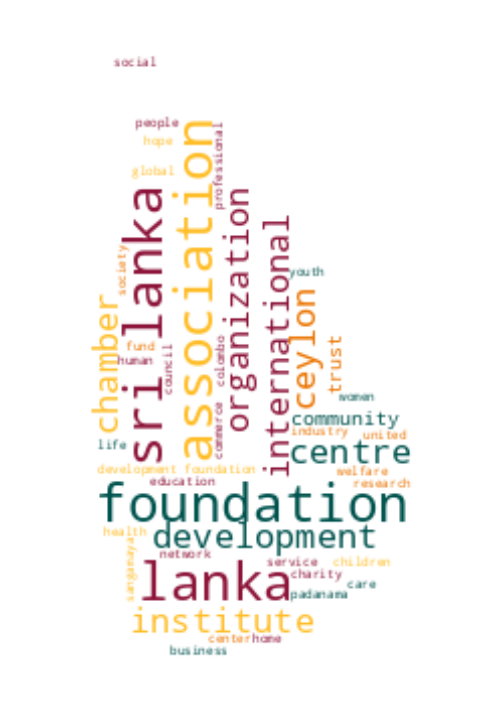 social
people
hope
global
professional
association
sri lanka
organization
international
society
youth
ceylon
chamber
fund
human
council
colombo
commerce
trust
women
community
industry
united
life
centre
development foundation
welfare
education
research
foundation
health
development
sangamaya
network
service
children
lanka
charity
care
padanama
institute
center
home
business